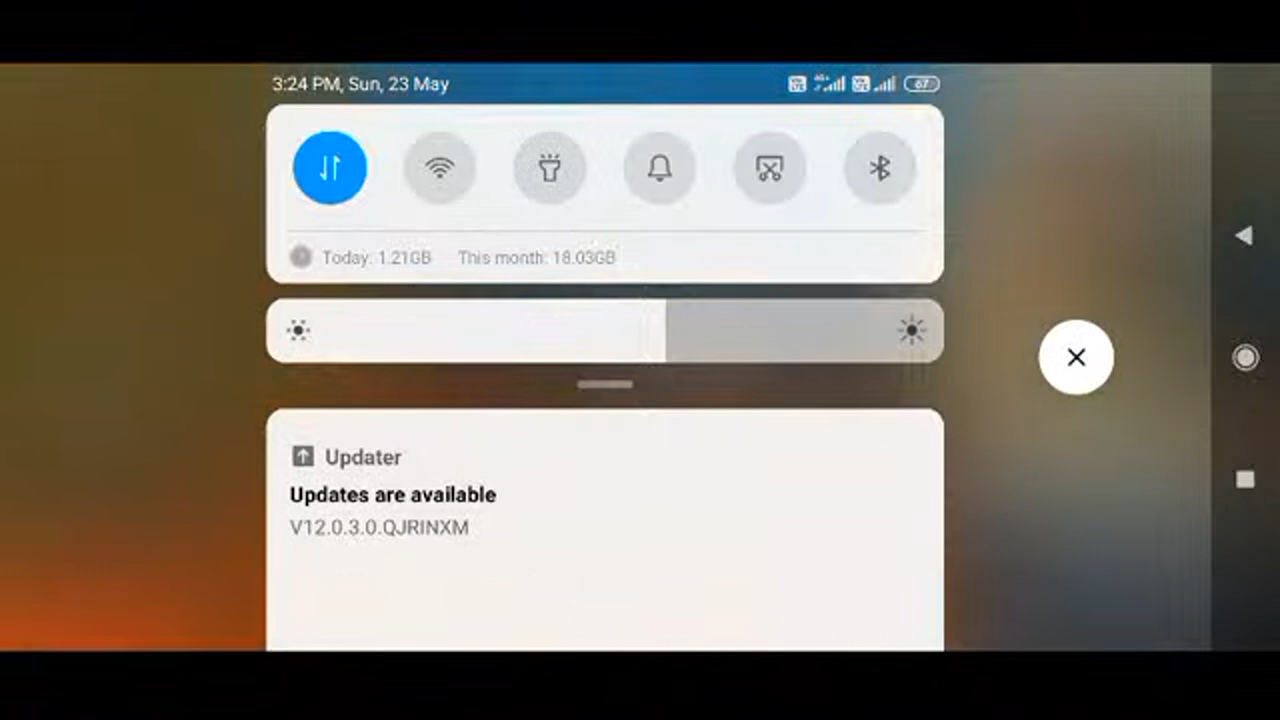 3:24 PM, Sun, 23 May
67
Today: 1.21GB This month: 18.03GB
Updater
Updates are available
V12.0.3.0.QJRINXM